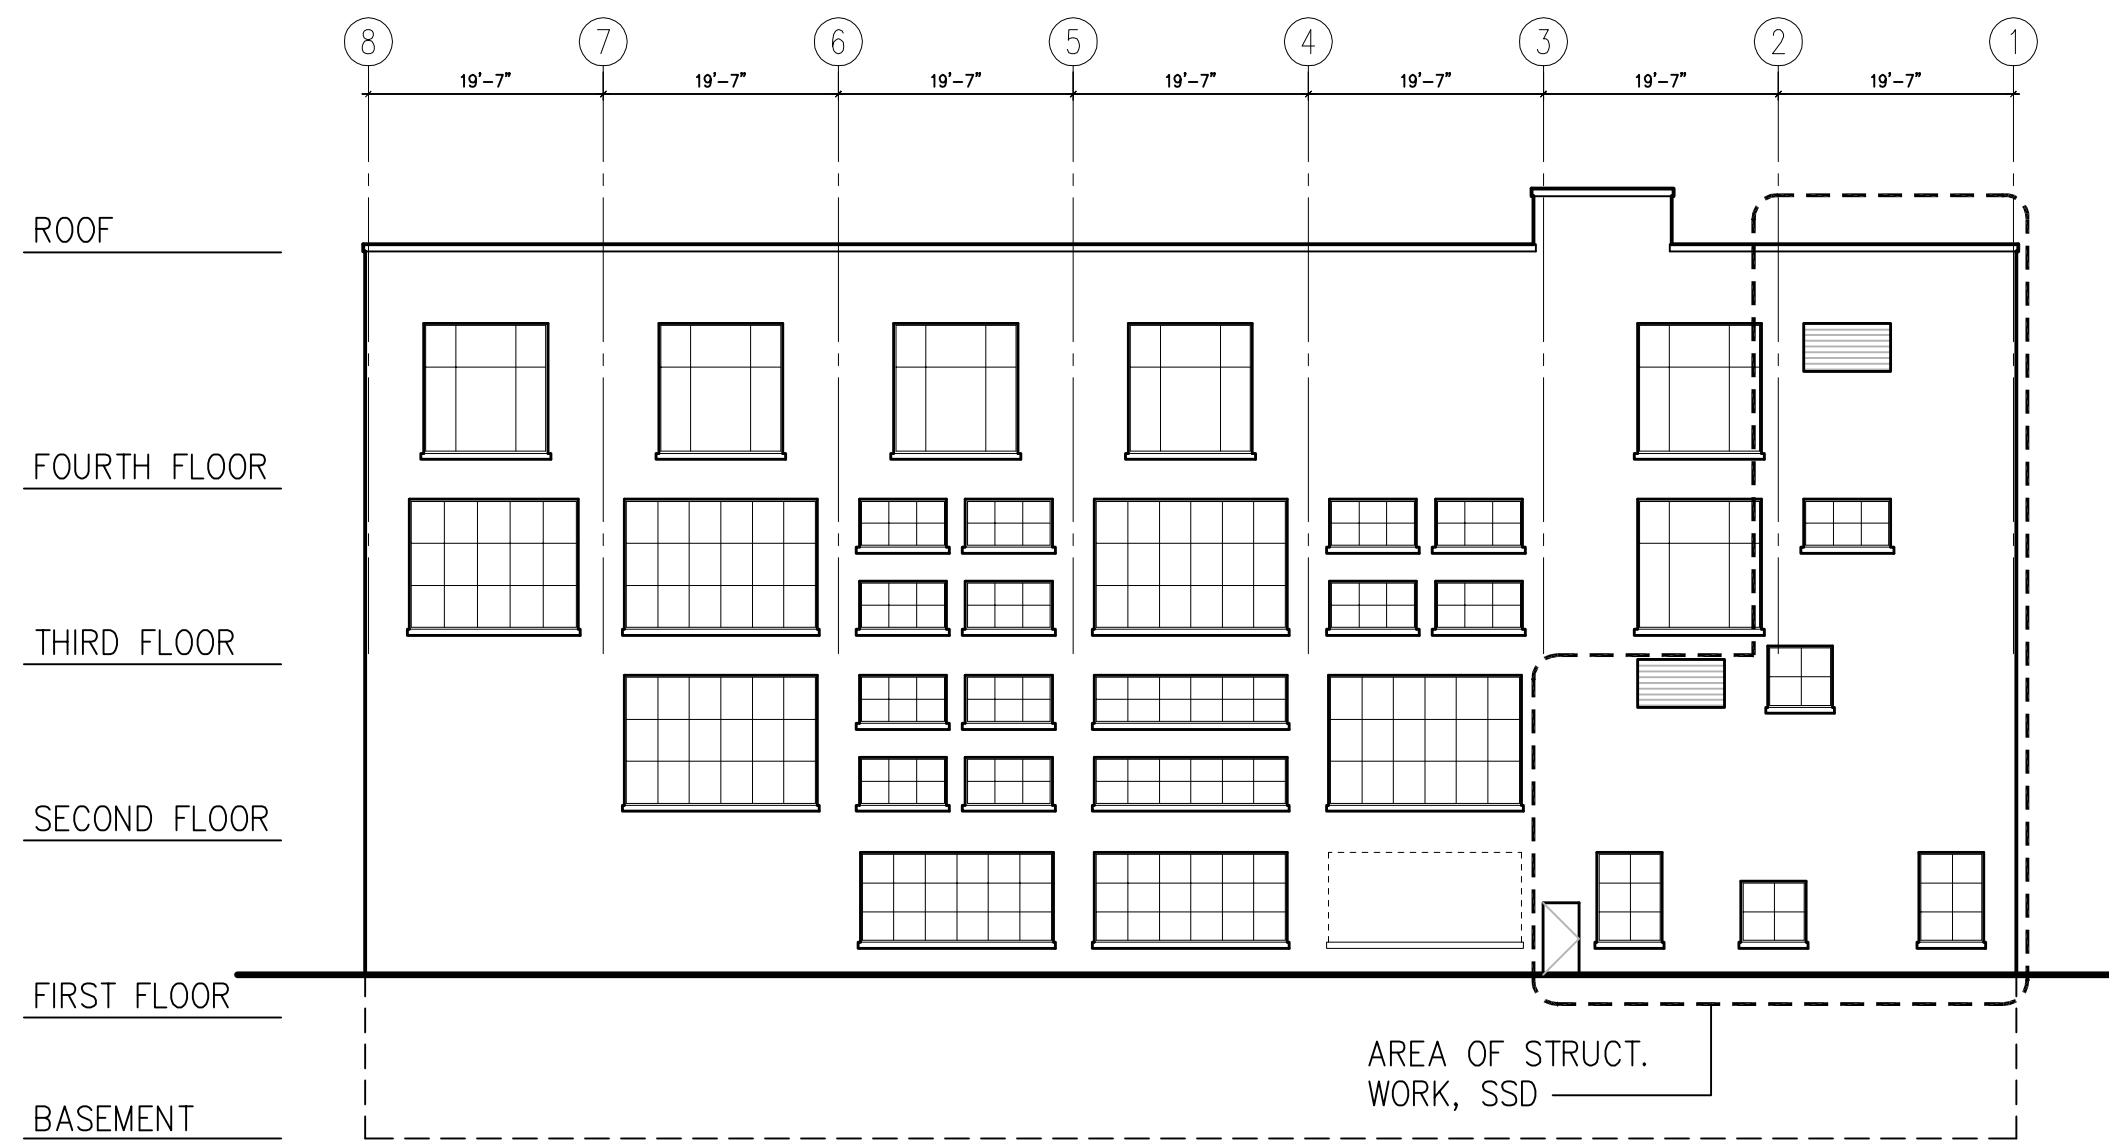 8 7 6 5 4 3 2 1
19'-7" 19'-7" 19'-7" 19'-7" 19'-7" 19'-7" 19'-7"
ROOF
FOURTH FLOOR
THIRD FLOOR
SECOND FLOOR
FIRST FLOOR
AREA OF STRUCT.
WORK, SSD
BASEMENT